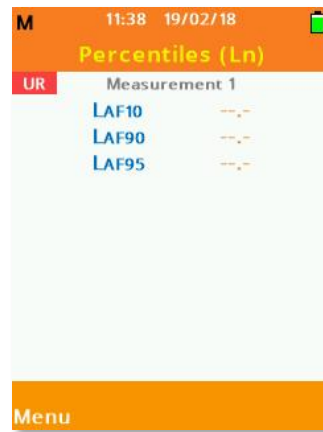 M 11:38 19/02/18
Percentiles (Ln)
UR Measurement 1
LAF10 --.-
LAF90 --.-
LAF95 --.-
Menu